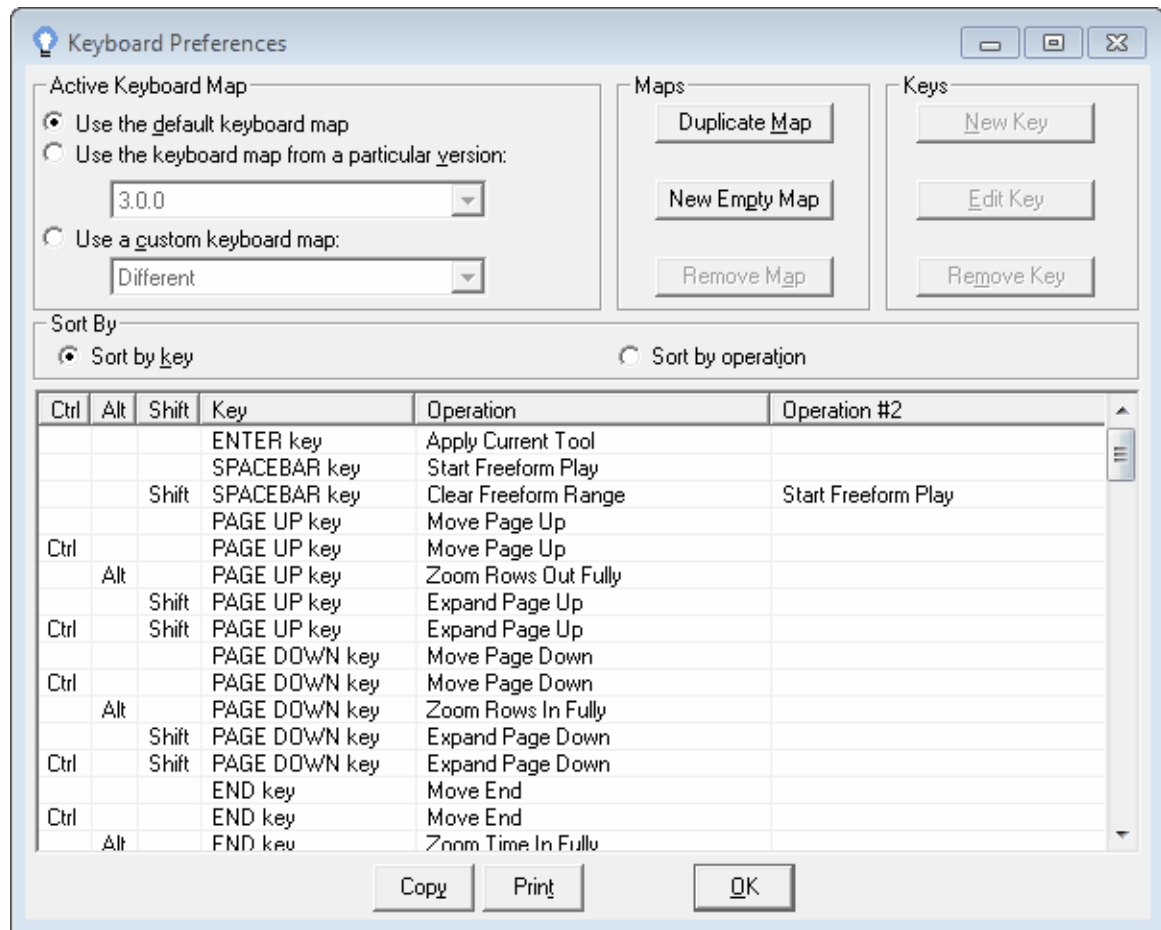 Keyboard Preferences
Active Keyboard Map
Use the default keyboard map
Use the keyboard map from a particular version:
3.0.0
Use a custom keyboard map:
Different
Maps
Duplicate Map
New Empty Map
Remove Map
Keys
New Key
Edit Key
Remove Key
Sort By
Sort by key Sort by operation
Ctrl Alt Shift Key Operation Operation #2
ENTER key Apply Current Tool
SPACEBAR key Start Freeform Play
Shift SPACEBAR key Clear Freeform Range Start Freeform Play
PAGE UP key Move Page Up
Ctrl PAGE UP key Move Page Up
Alt PAGE UP key Zoom Rows Out Fully
Shift PAGE UP key Expand Page Up
Ctrl Shift PAGE UP key Expand Page Up
PAGE DOWN key Move Page Down
Ctrl PAGE DOWN key Move Page Down
Alt PAGE DOWN key Zoom Rows In Fully
Shift PAGE DOWN key Expand Page Down
Ctrl Shift PAGE DOWN key Expand Page Down
END key Move End
Ctrl END key Move End
Alt END key Zoom Time In Fully
Copy Print OK